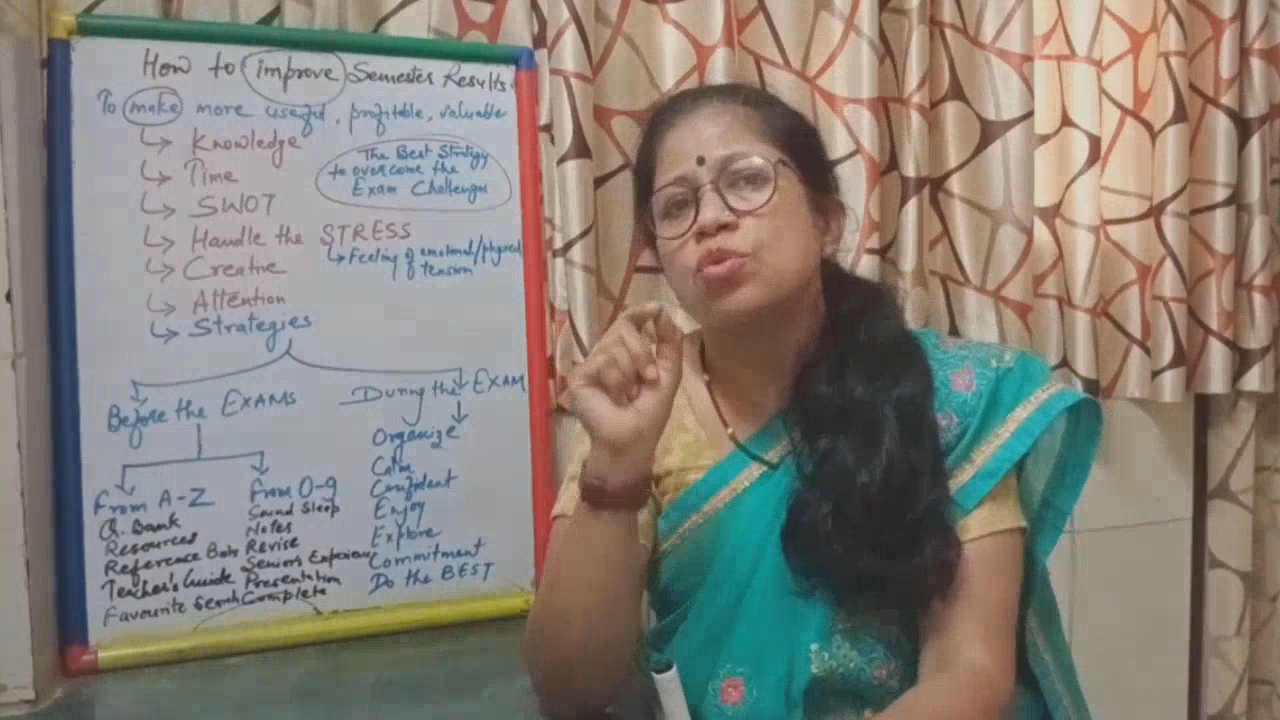 How to improve Semester Results
To make more useful, profitable, valuable
↳ Knowledge
↳ Time
↳ SWOT
↳ Handle the STRESS
↳ Feeling of emotional/physical
of tension
↳ Creative
↳ Attention
↳ Strategies
The Best Strategy
to overcome the
Exam Challenges
Before the EXAMS
From A-Z
Q. Bank
Resources
Reference Books
Teacher's Guide
Favourite
From 0-9
Sound Sleep
Notes
Revise
Seniors Experience
Presentation
Complete
During the EXAM
Organize
Calm
Confident
Enjoy
Explore
Commitment
Do the BEST